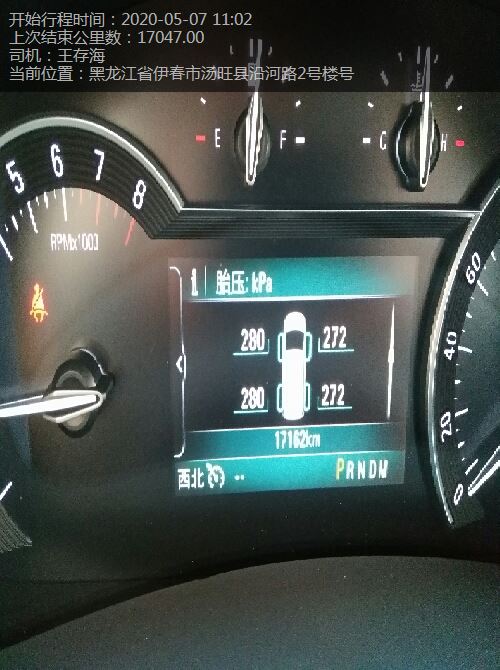 开始行程时间：2020-05-07 11:02
上次结束公里数：17047.00
司机：王存海
当前位置：黑龙江省伊春市汤旺县沿河路2号楼号
E F C H
5 6 7 8
RPMx1000
1 胎压: kPa
280 272
280 272
17162km
西北 -- PRNDM
60
40
20
0